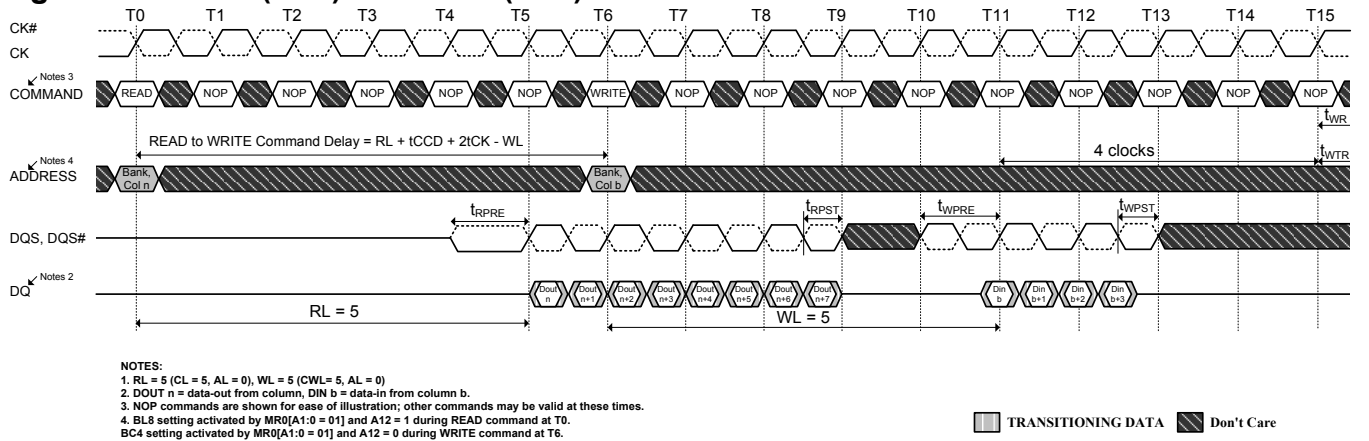 T0 T1 T2 T3 T4 T5 T6 T7 T8 T9 T10 T11 T12 T13 T14 T15
CK#
CK
Notes 3
COMMAND READ NOP NOP NOP NOP NOP WRITE NOP NOP NOP NOP NOP NOP NOP NOP NOP
tWR
READ to WRITE Command Delay = RL + tCCD + 2tCK - WL
4 clocks
tWTR
Notes 4
ADDRESS
Bank, Col n
Bank, Col b
tRPRE tRPST tWPRE tWPST
DQS, DQS#
Notes 2
DQ
Dout n
Dout n+1
Dout n+2
Dout n+3
Dout n+4
Dout n+5
Dout n+6
Dout n+7
Din b
Din b+1
Din b+2
Din b+3
RL = 5
WL = 5
NOTES:
1. RL = 5 (CL = 5, AL = 0), WL = 5 (CWL= 5, AL = 0)
2. DOUT n = data-out from column, DIN b = data-in from column b.
3. NOP commands are shown for ease of illustration; other commands may be valid at these times.
4. BL8 setting activated by MR0[A1:0 = 01] and A12 = 1 during READ command at T0.
BC4 setting activated by MR0[A1:0 = 01] and A12 = 0 during WRITE command at T6.
TRANSITIONING DATA
Don't Care